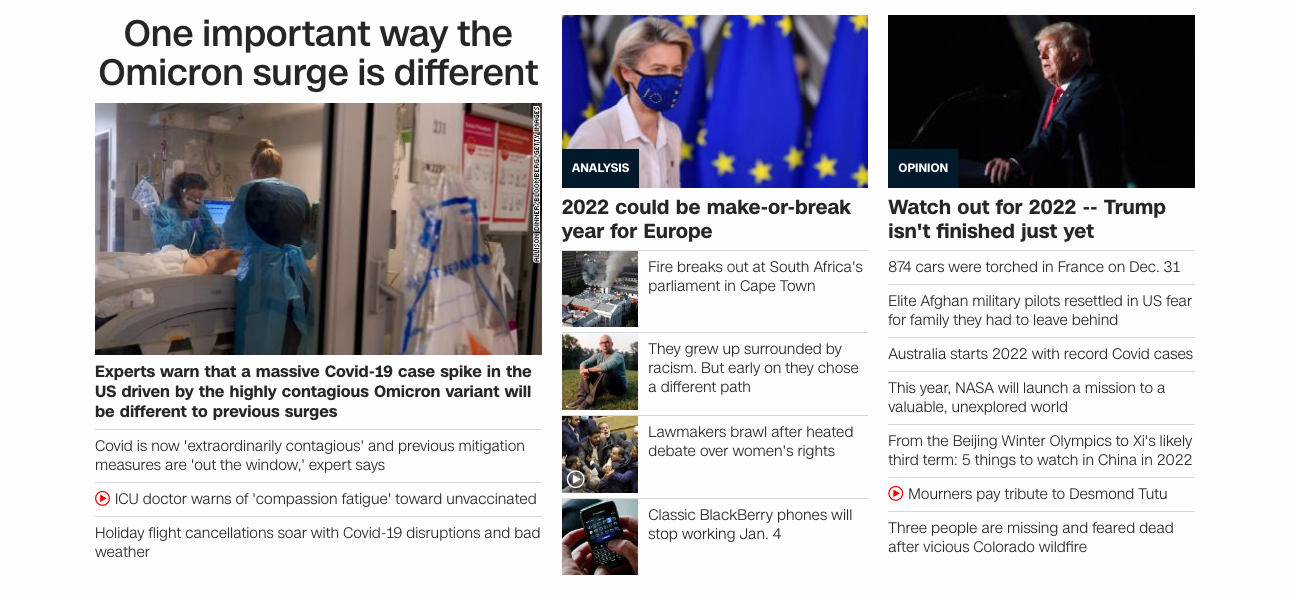 One important way the
Omicron surge is different
ALLISON DINNER/BLOOMBERG/GETTY IMAGES
231
Experts warn that a massive Covid-19 case spike in the
US driven by the highly contagious Omicron variant will
be different to previous surges
Covid is now 'extraordinarily contagious' and previous mitigation
measures are 'out the window,' expert says
ICU doctor warns of 'compassion fatigue' toward unvaccinated
Holiday flight cancellations soar with Covid-19 disruptions and bad
weather
ANALYSIS
2022 could be make-or-break
year for Europe
Fire breaks out at South Africa's
parliament in Cape Town
They grew up surrounded by
racism. But early on they chose
a different path
Lawmakers brawl after heated
debate over women's rights
Classic BlackBerry phones will
stop working Jan. 4
OPINION
Watch out for 2022 -- Trump
isn't finished just yet
874 cars were torched in France on Dec. 31
Elite Afghan military pilots resettled in US fear
for family they had to leave behind
Australia starts 2022 with record Covid cases
This year, NASA will launch a mission to a
valuable, unexplored world
From the Beijing Winter Olympics to Xi's likely
third term: 5 things to watch in China in 2022
Mourners pay tribute to Desmond Tutu
Three people are missing and feared dead
after vicious Colorado wildfire